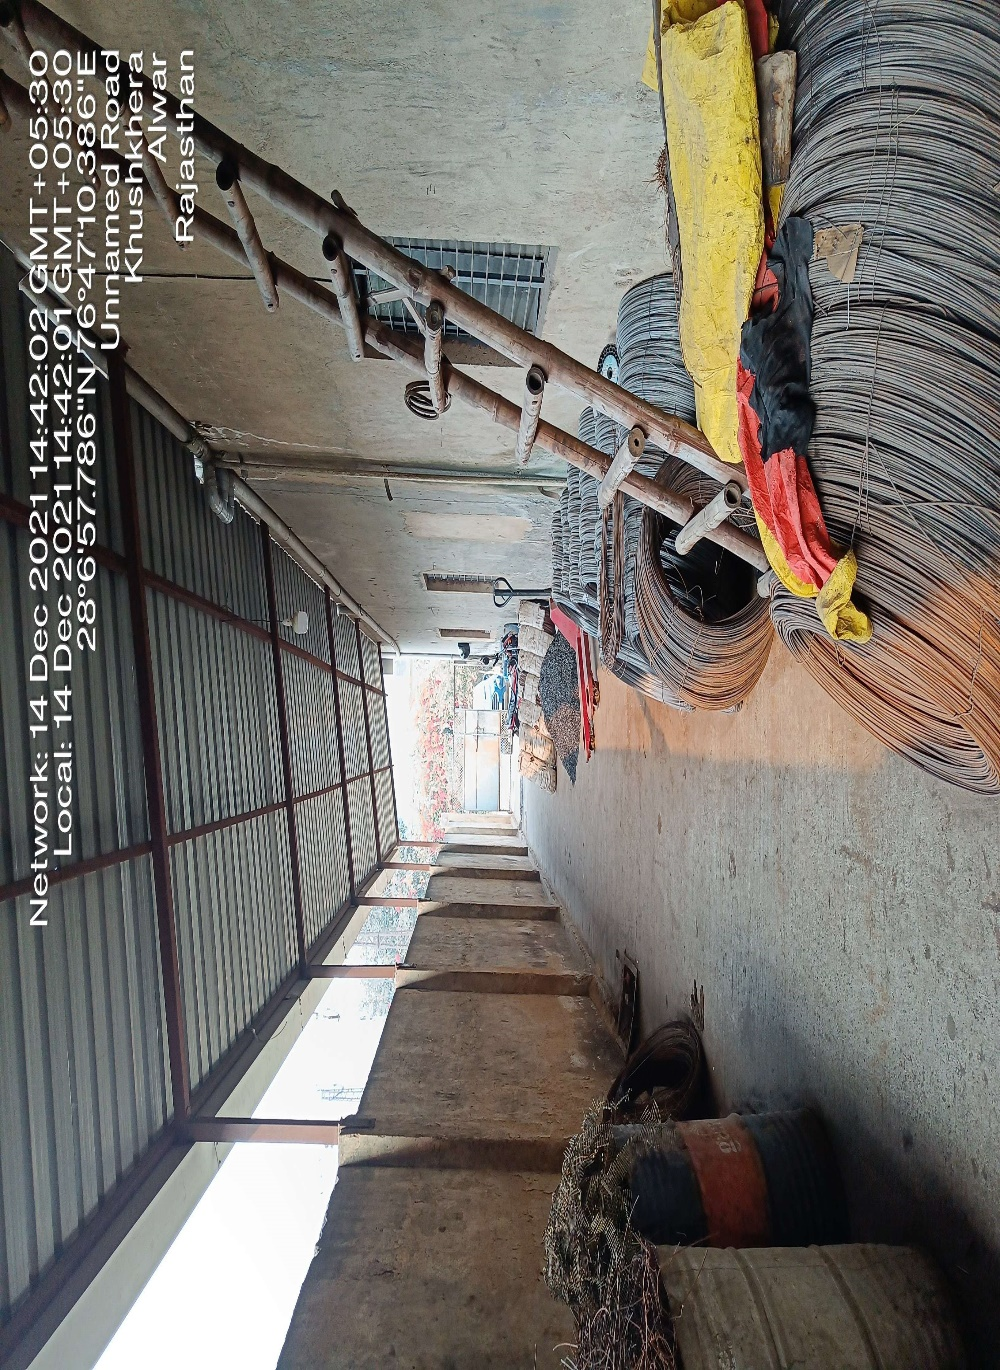 Network: 14 Dec 2021 14:42:02 GMT+05:30
Local: 14 Dec 2021 14:42:01 GMT+05:30
28°6'57.786"N 76°47'10.386"E
Unnamed Road
Khushkhera
Alwar
Rajasthan